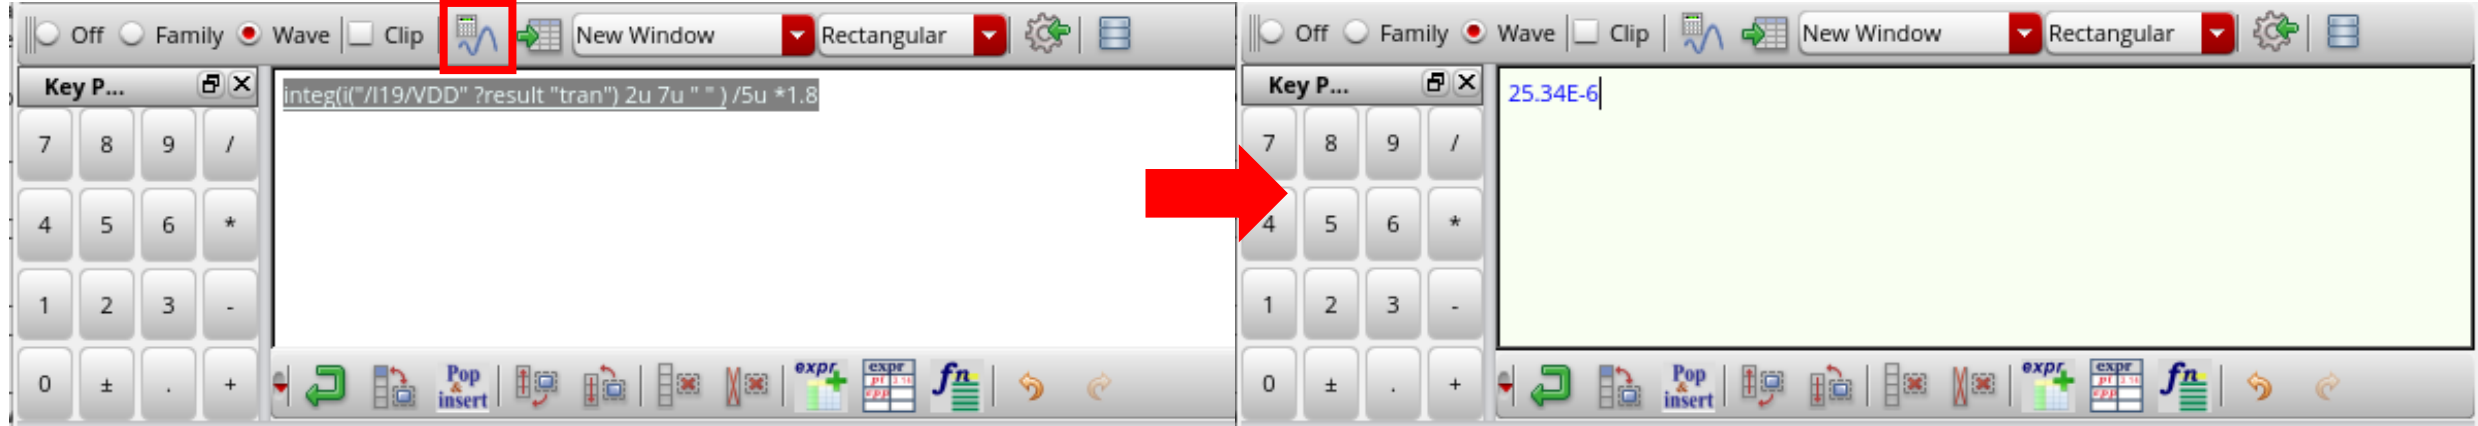 Off Family Wave Clip New Window Rectangular
Key P...
integ(i("/I19/VDD" ?result "tran") 2u 7u " " ) /5u *1.8
7 8 9 /
4 5 6 *
1 2 3 -
0 ± . +
Pop & insert
expr
expr
fn
Off Family Wave Clip New Window Rectangular
Key P...
25.34E-6
7 8 9 /
4 5 6 *
1 2 3 -
0 ± . +
Pop & insert
expr
expr
fn